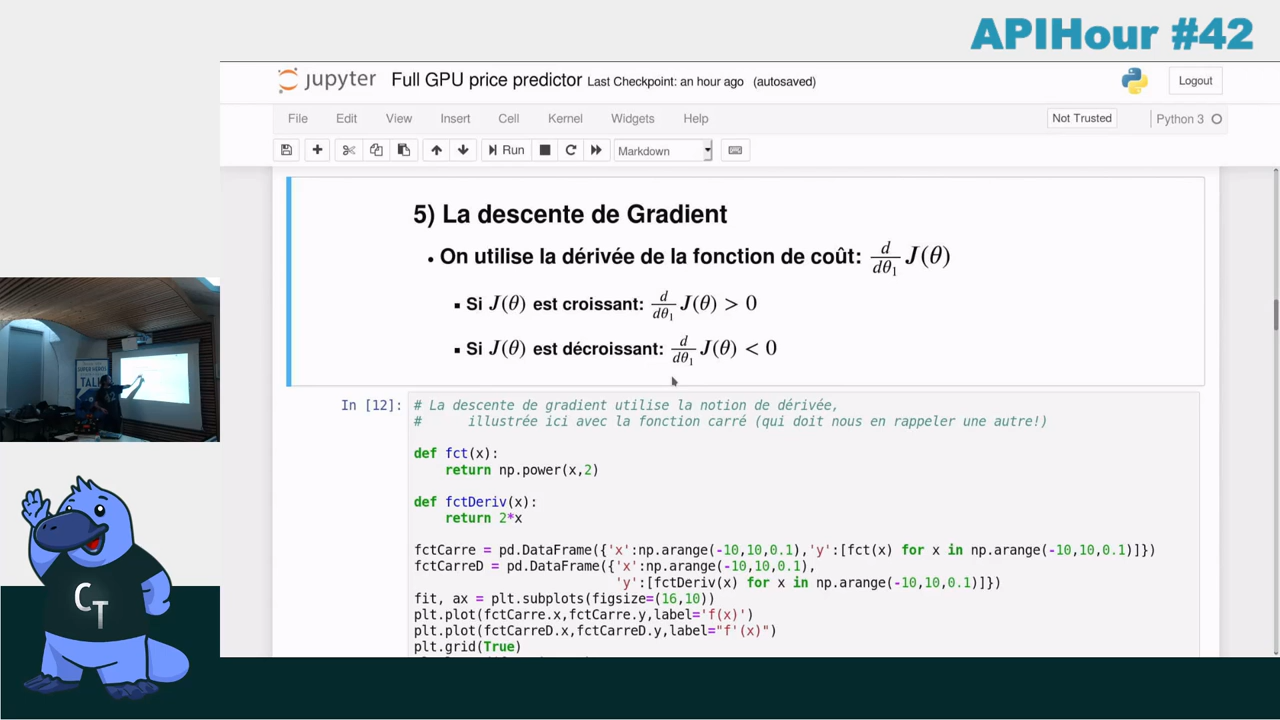 APIHour #42
jupyter Full GPU price predictor Last Checkpoint: an hour ago (autosaved) Logout
File Edit View Insert Cell Kernel Widgets Help Not Trusted Python 3
Run Markdown
5) La descente de Gradient
• On utilise la dérivée de la fonction de coût: d/dθ₁ J(θ)
▪ Si J(θ) est croissant: d/dθ₁ J(θ) > 0
▪ Si J(θ) est décroissant: d/dθ₁ J(θ) < 0
In [12]: # La descente de gradient utilise la notion de dérivée,
#      illustrée ici avec la fonction carré (qui doit nous en rappeler une autre!)
def fct(x):
    return np.power(x,2)
def fctDeriv(x):
    return 2*x
fctCarre = pd.DataFrame({'x':np.arange(-10,10,0.1),'y':[fct(x) for x in np.arange(-10,10,0.1)]})
fctCarreD = pd.DataFrame({'x':np.arange(-10,10,0.1),
                          'y':[fctDeriv(x) for x in np.arange(-10,10,0.1)]})
fit, ax = plt.subplots(figsize=(16,10))
plt.plot(fctCarre.x,fctCarre.y,label='f(x)')
plt.plot(fctCarreD.x,fctCarreD.y,label="f'(x)")
plt.grid(True)
SUPER HEROS
TALK
CT